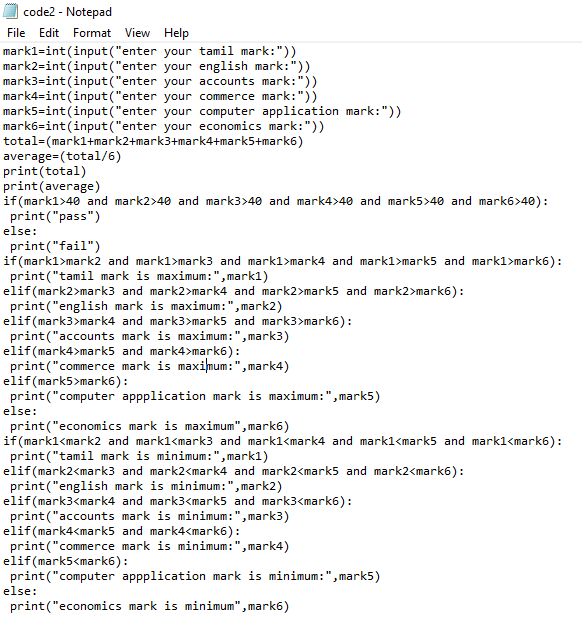 code2 - Notepad
File Edit Format View Help
mark1=int(input("enter your tamil mark:"))
mark2=int(input("enter your english mark:"))
mark3=int(input("enter your accounts mark:"))
mark4=int(input("enter your commerce mark:"))
mark5=int(input("enter your computer application mark:"))
mark6=int(input("enter your economics mark:"))
total=(mark1+mark2+mark3+mark4+mark5+mark6)
average=(total/6)
print(total)
print(average)
if(mark1>40 and mark2>40 and mark3>40 and mark4>40 and mark5>40 and mark6>40):
 print("pass")
else:
 print("fail")
if(mark1>mark2 and mark1>mark3 and mark1>mark4 and mark1>mark5 and mark1>mark6):
 print("tamil mark is maximum:",mark1)
elif(mark2>mark3 and mark2>mark4 and mark2>mark5 and mark2>mark6):
 print("english mark is maximum:",mark2)
elif(mark3>mark4 and mark3>mark5 and mark3>mark6):
 print("accounts mark is maximum:",mark3)
elif(mark4>mark5 and mark4>mark6):
 print("commerce mark is maximum:",mark4)
elif(mark5>mark6):
 print("computer appplication mark is maximum:",mark5)
else:
 print("economics mark is maximum",mark6)
if(mark1<mark2 and mark1<mark3 and mark1<mark4 and mark1<mark5 and mark1<mark6):
 print("tamil mark is minimum:",mark1)
elif(mark2<mark3 and mark2<mark4 and mark2<mark5 and mark2<mark6):
 print("english mark is minimum:",mark2)
elif(mark3<mark4 and mark3<mark5 and mark3<mark6):
 print("accounts mark is minimum:",mark3)
elif(mark4<mark5 and mark4<mark6):
 print("commerce mark is minimum:",mark4)
elif(mark5<mark6):
 print("computer appplication mark is minimum:",mark5)
else:
 print("economics mark is minimum",mark6)